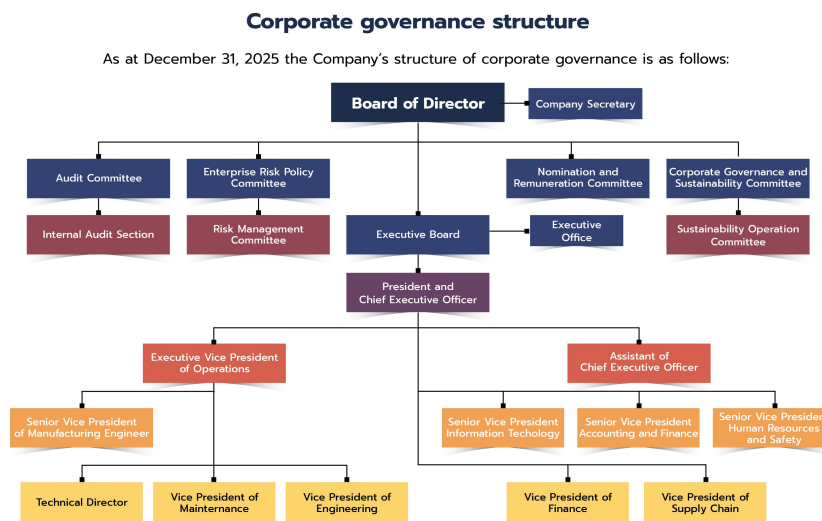 Corporate governance structure
As at December 31, 2025 the Company's structure of corporate governance is as follows:
Board of Director
Company Secretary
Audit Committee
Enterprise Risk Policy
Committee
Nomination and
Remuneration Committee
Corporate Governance and
Sustainability Committee
Internal Audit Section
Risk Management
Committee
Executive Board
Executive
Office
Sustainability Operation
Committee
President and
Chief Executive Officer
Executive Vice President
of Operations
Assistant of
Chief Executive Officer
Senior Vice President
of Manufacturing Engineer
Senior Vice President
Information Techology
Senior Vice President
Accounting and Finance
Senior Vice Presiden
Human Resources
and Safety
Technical Director
Vice President of
Mainternance
Vice President of
Engineering
Vice President of
Finance
Vice President of
Supply Chain